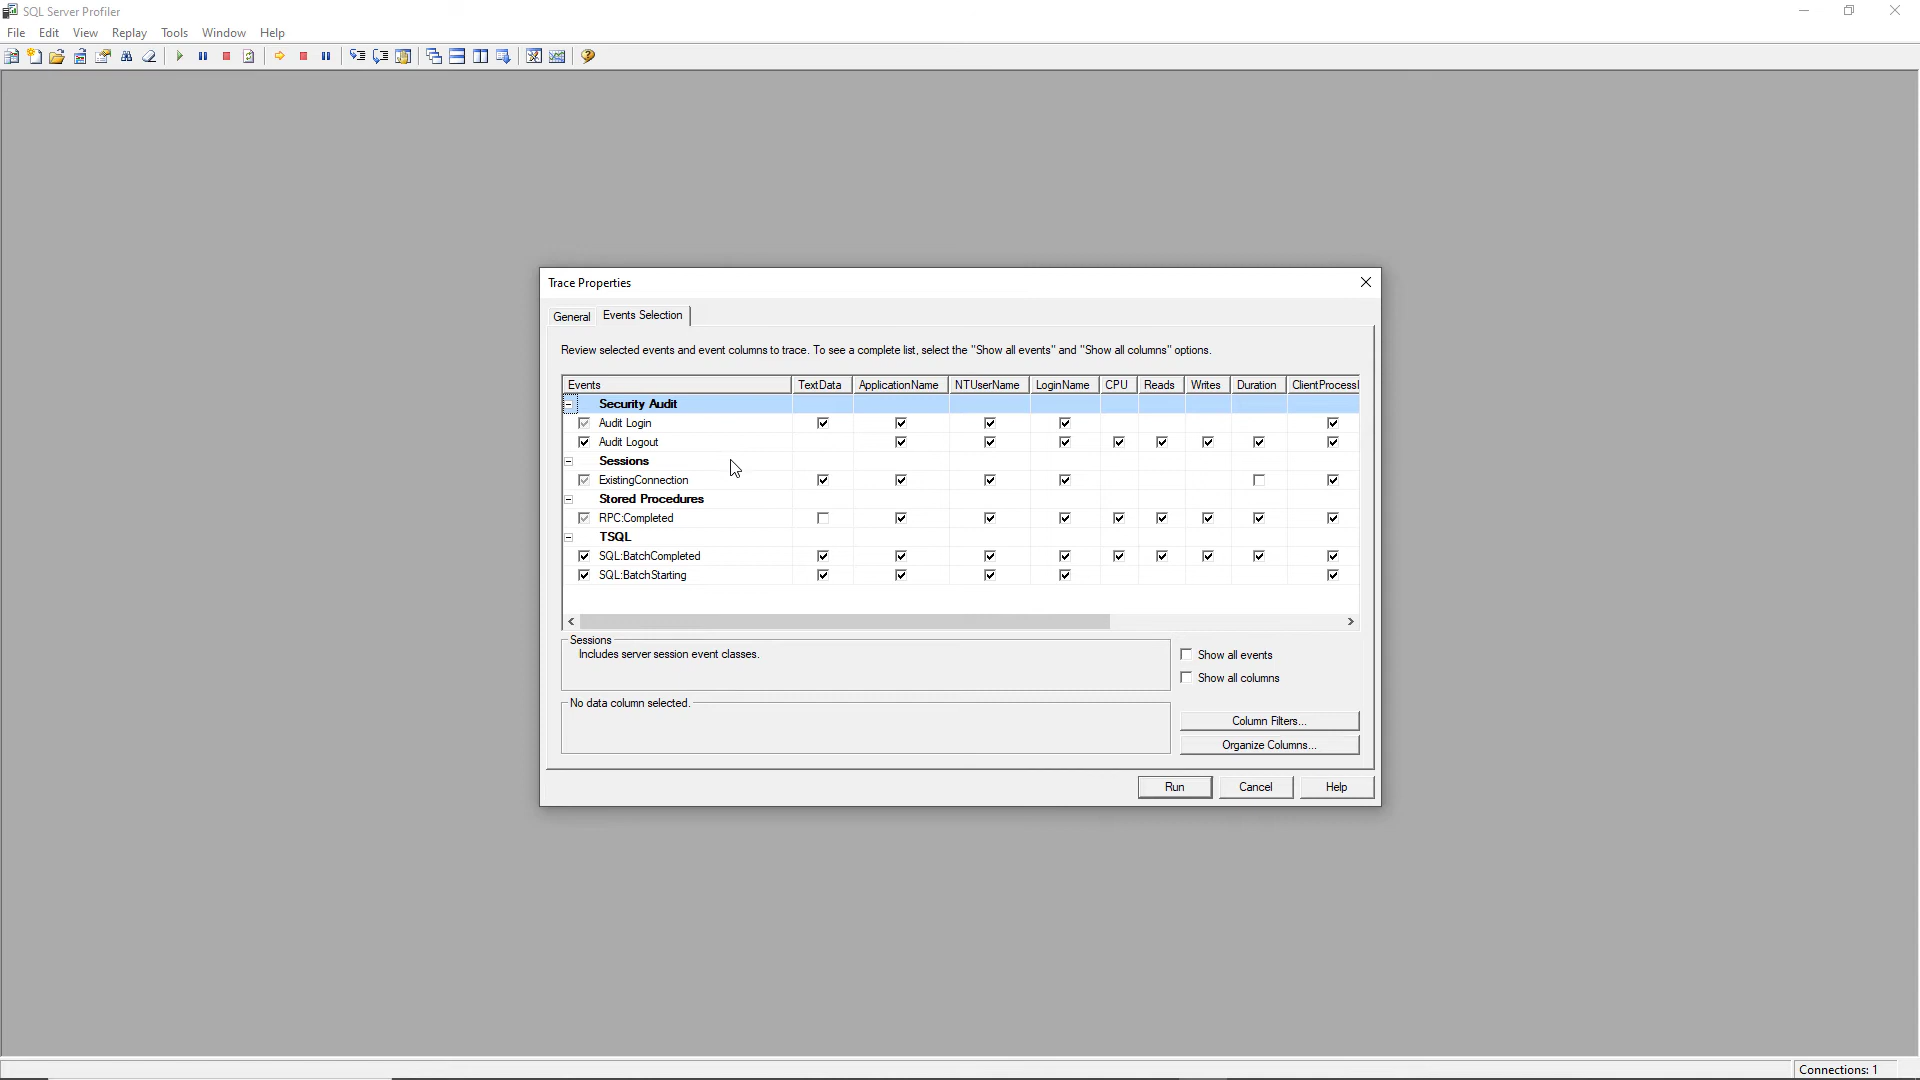 SQL Server Profiler
File Edit View Replay Tools Window Help
Trace Properties
General Events Selection
Review selected events and event columns to trace. To see a complete list, select the "Show all events" and "Show all columns" options.
Events TextData ApplicationName NTUserName LoginName CPU Reads Writes Duration ClientProcessI
Security Audit
Audit Login
Audit Logout
Sessions
ExistingConnection
Stored Procedures
RPC:Completed
TSQL
SQL:BatchCompleted
SQL:BatchStarting
Sessions
Includes server session event classes.
Show all events
Show all columns
No data column selected.
Column Filters...
Organize Columns...
Run Cancel Help
Connections: 1